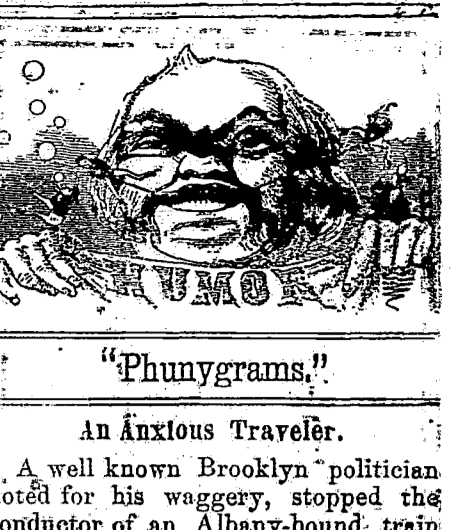 HUMOR
"Phunygrams."
An Anxious Traveler.
A well known Brooklyn politician
noted for his waggery, stopped the
conductor of an Albany-bound train